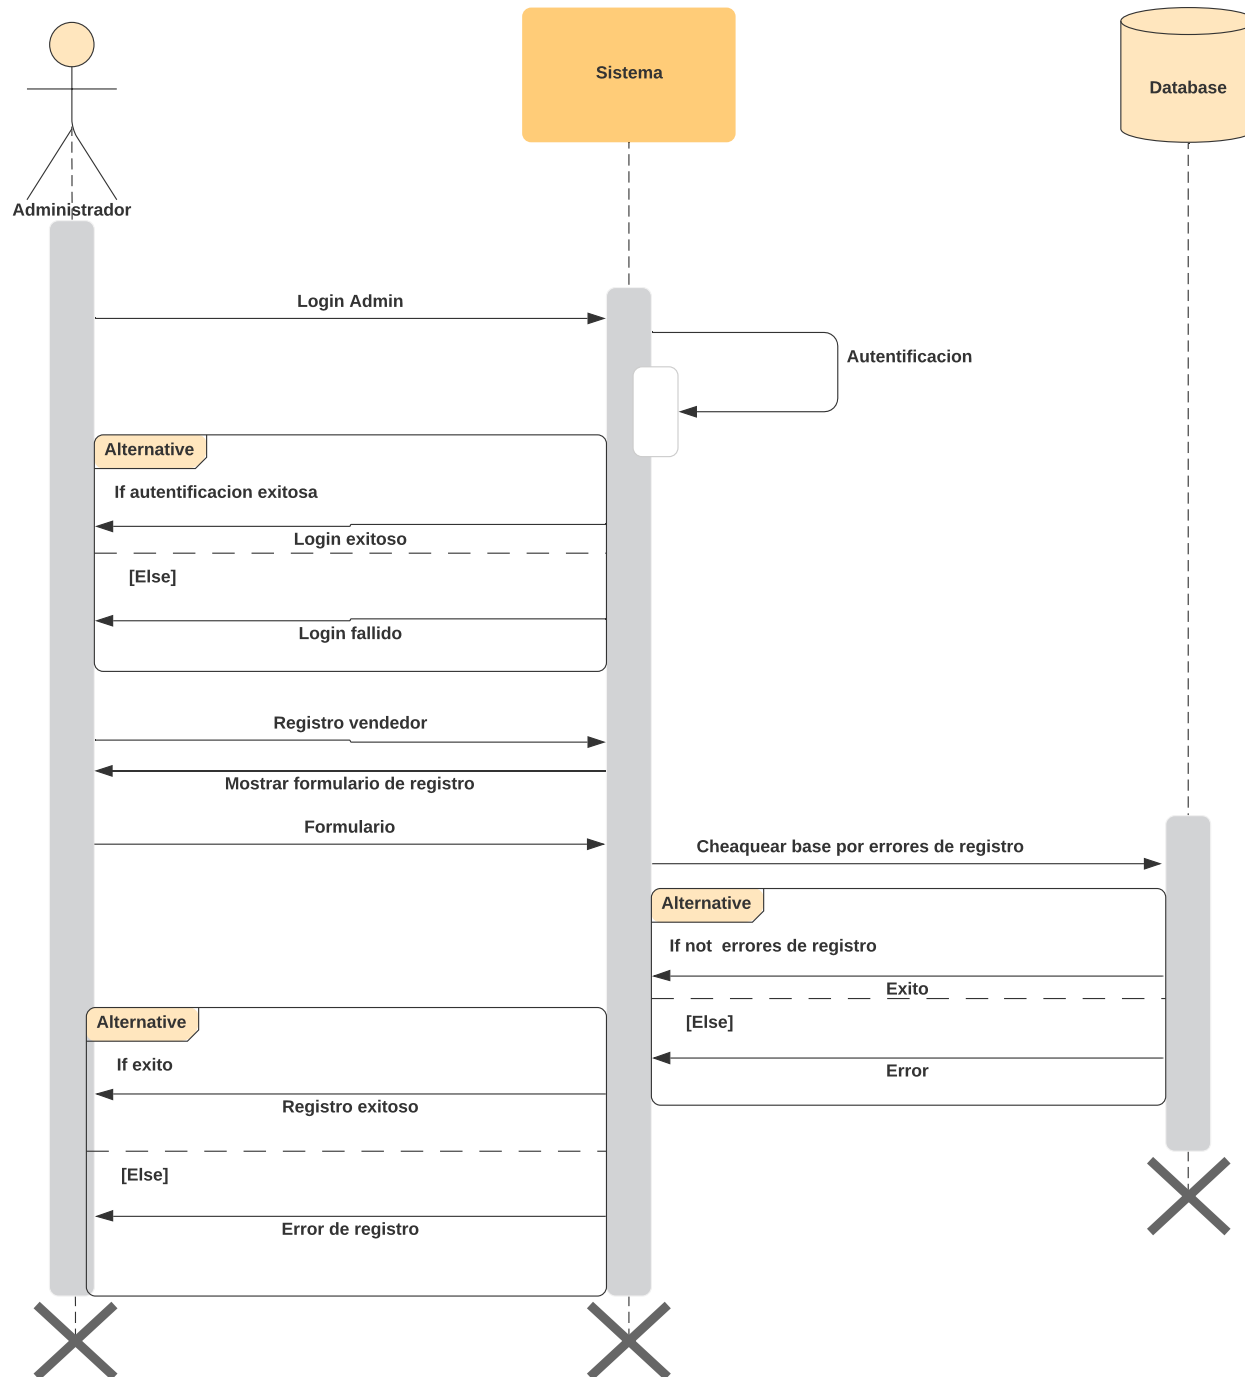 Sistema
Database
Administrador
Login Admin
Autentificacion
Alternative
If autentificacion exitosa
Login exitoso
[Else]
Login fallido
Registro vendedor
Mostrar formulario de registro
Formulario
Cheaquear base por errores de registro
Alternative
If not  errores de registro
Exito
[Else]
Error
Alternative
If exito
Registro exitoso
[Else]
Error de registro